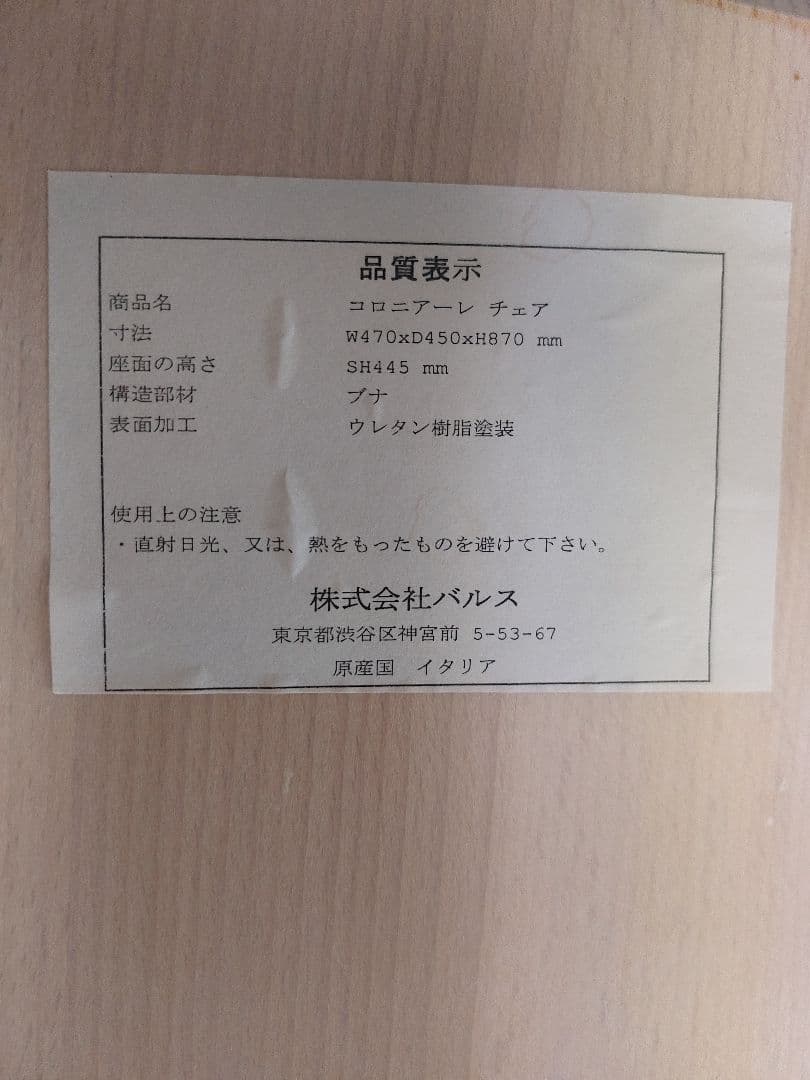 品質表示
商品名 コロニアーレ チェア
寸法 W470xD450xH870 mm
座面の高さ SH445 mm
構造部材 ブナ
表面加工 ウレタン樹脂塗装
使用上の注意
・直射日光、又は、熱をもったものを避けて下さい。
株式会社バルス
東京都渋谷区神宮前 5-53-67
原産国 イタリア